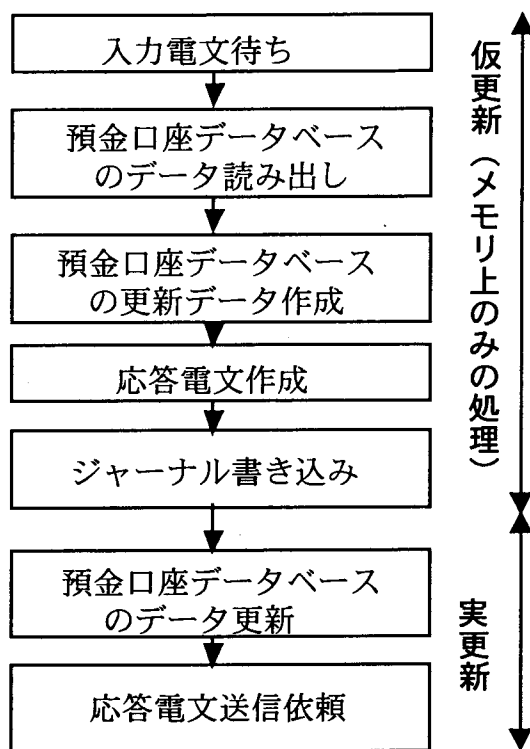 入力電文待ち
預金口座データベース
のデータ読み出し
預金口座データベース
の更新データ作成
応答電文作成
ジャーナル書き込み
預金口座データベース
のデータ更新
応答電文送信依頼
仮更新（メモリ上のみの処理）
実更新